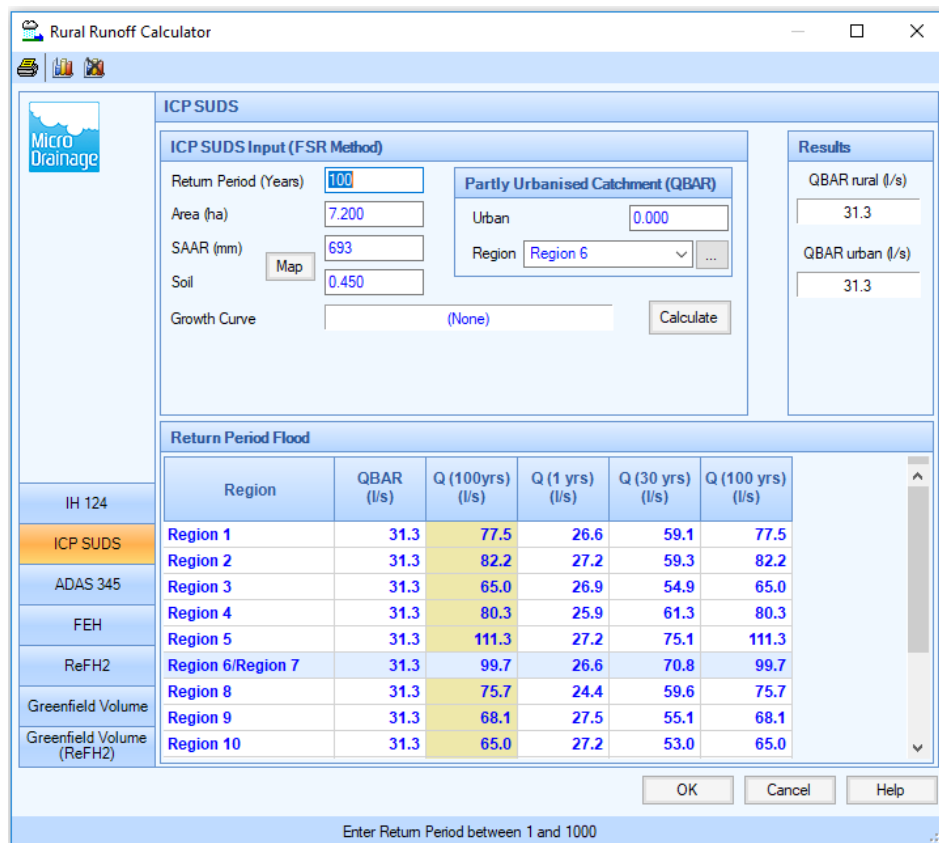 Rural Runoff Calculator
Micro
Drainage
IH 124
ICP SUDS
ADAS 345
FEH
ReFH2
Greenfield Volume
Greenfield Volume
(ReFH2)
ICP SUDS
ICP SUDS Input (FSR Method)
Return Period (Years) 100
Area (ha) 7.200
SAAR (mm) 693
Map
Soil 0.450
Growth Curve (None)
Partly Urbanised Catchment (QBAR)
Urban 0.000
Region Region 6 ...
Calculate
Results
QBAR rural (l/s)
31.3
QBAR urban (l/s)
31.3
Return Period Flood
Region QBAR (l/s) Q (100yrs) (l/s) Q (1 yrs) (l/s) Q (30 yrs) (l/s) Q (100 yrs) (l/s)
Region 1 31.3 77.5 26.6 59.1 77.5
Region 2 31.3 82.2 27.2 59.3 82.2
Region 3 31.3 65.0 26.9 54.9 65.0
Region 4 31.3 80.3 25.9 61.3 80.3
Region 5 31.3 111.3 27.2 75.1 111.3
Region 6/Region 7 31.3 99.7 26.6 70.8 99.7
Region 8 31.3 75.7 24.4 59.6 75.7
Region 9 31.3 68.1 27.5 55.1 68.1
Region 10 31.3 65.0 27.2 53.0 65.0
OK Cancel Help
Enter Return Period between 1 and 1000